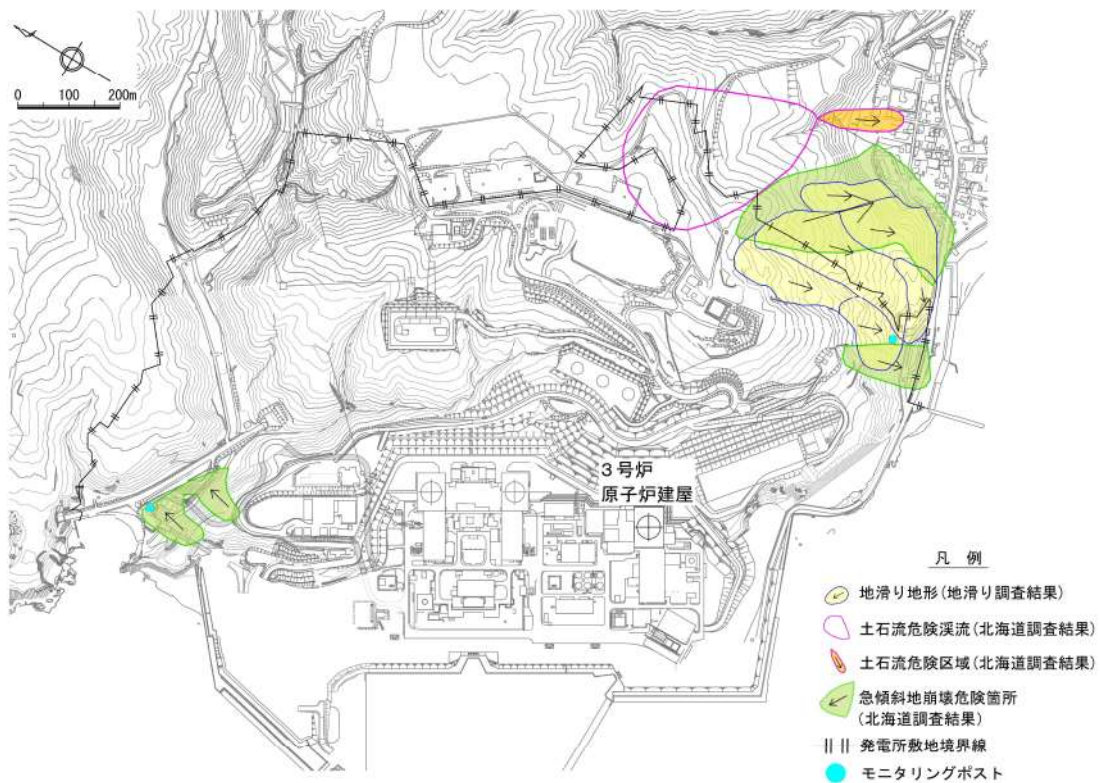 0 100 200m
3号炉
原子炉建屋
凡 例
地滑り地形(地滑り調査結果)
土石流危険渓流(北海道調査結果)
土石流危険区域(北海道調査結果)
急傾斜地崩壊危険箇所
(北海道調査結果)
発電所敷地境界線
モニタリングポスト